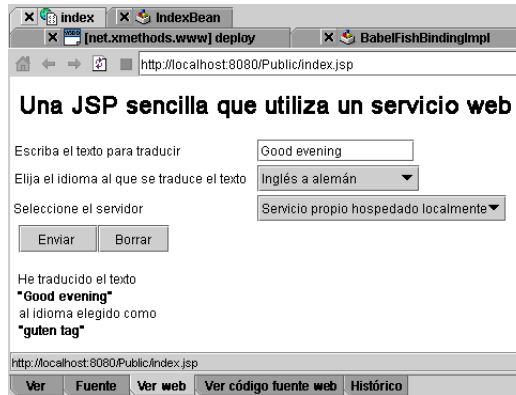 index IndexBean
[net.xmethods.www] deploy BabelFishBindingImpl
http://localhost:8080/Public/index.jsp
Una JSP sencilla que utiliza un servicio web
Escriba el texto para traducir Good evening
Elija el idioma al que se traduce el texto Inglés a alemán
Seleccione el servidor Servicio propio hospedado localmente
Enviar Borrar
He traducido el texto
"Good evening"
al idioma elegido como
"guten tag"
http://localhost:8080/Public/index.jsp
Ver Fuente Ver web Ver código fuente web Histórico